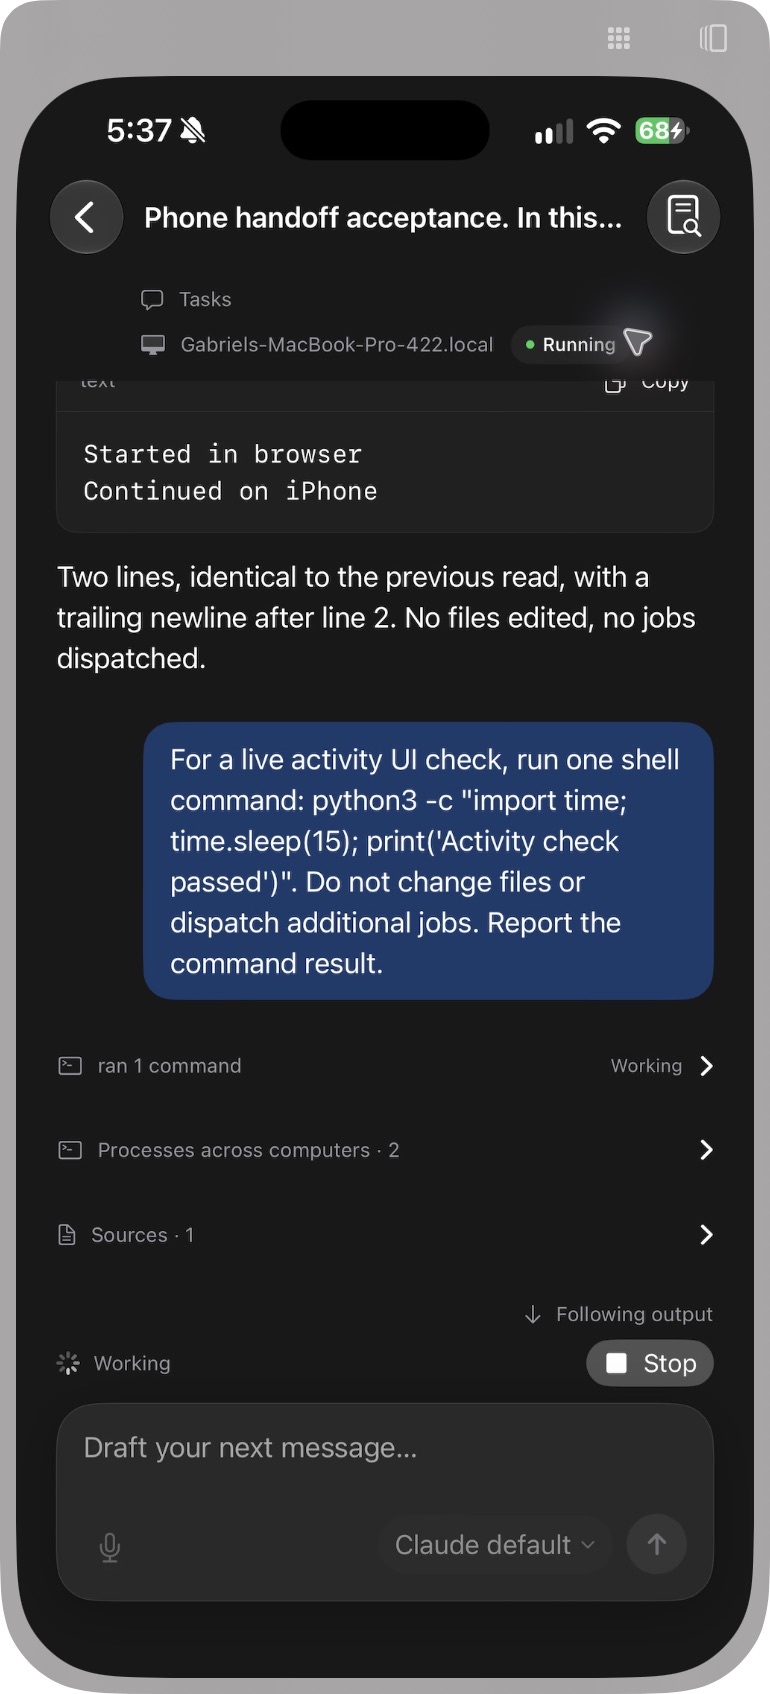 5:37
68
Phone handoff acceptance. In this...
Tasks
Gabriels-MacBook-Pro-422.local
Running
text
Copy
Started in browser
Continued on iPhone
Two lines, identical to the previous read, with a
trailing newline after line 2. No files edited, no jobs
dispatched.
For a live activity UI check, run one shell
command: python3 -c "import time;
time.sleep(15); print('Activity check
passed')". Do not change files or
dispatch additional jobs. Report the
command result.
ran 1 command
Working
Processes across computers · 2
Sources · 1
Following output
Working
Stop
Draft your next message...
Claude default